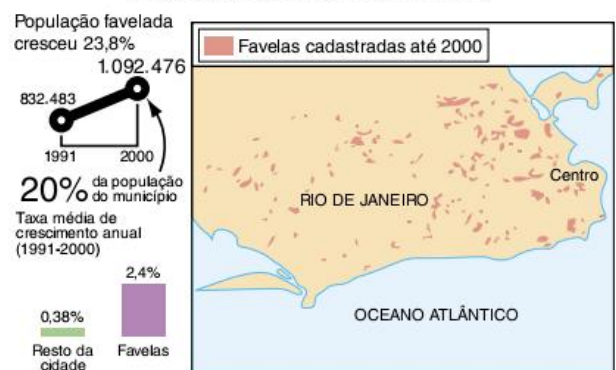 População favelada
cresceu 23,8%
1.092.476
832.483
1991
2000
20% da população
do município
Taxa média de
crescimento anual
(1991-2000)
2,4%
0,38%
Resto da
cidade
Favelas
Favelas cadastradas até 2000
Centro
RIO DE JANEIRO
OCEANO ATLÂNTICO